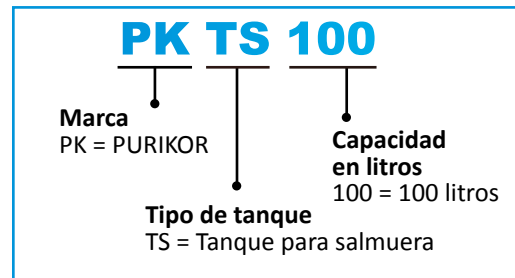 PK TS 100
Marca
PK = PURIKOR
Capacidad
en litros
100 = 100 litros
Tipo de tanque
TS = Tanque para salmuera